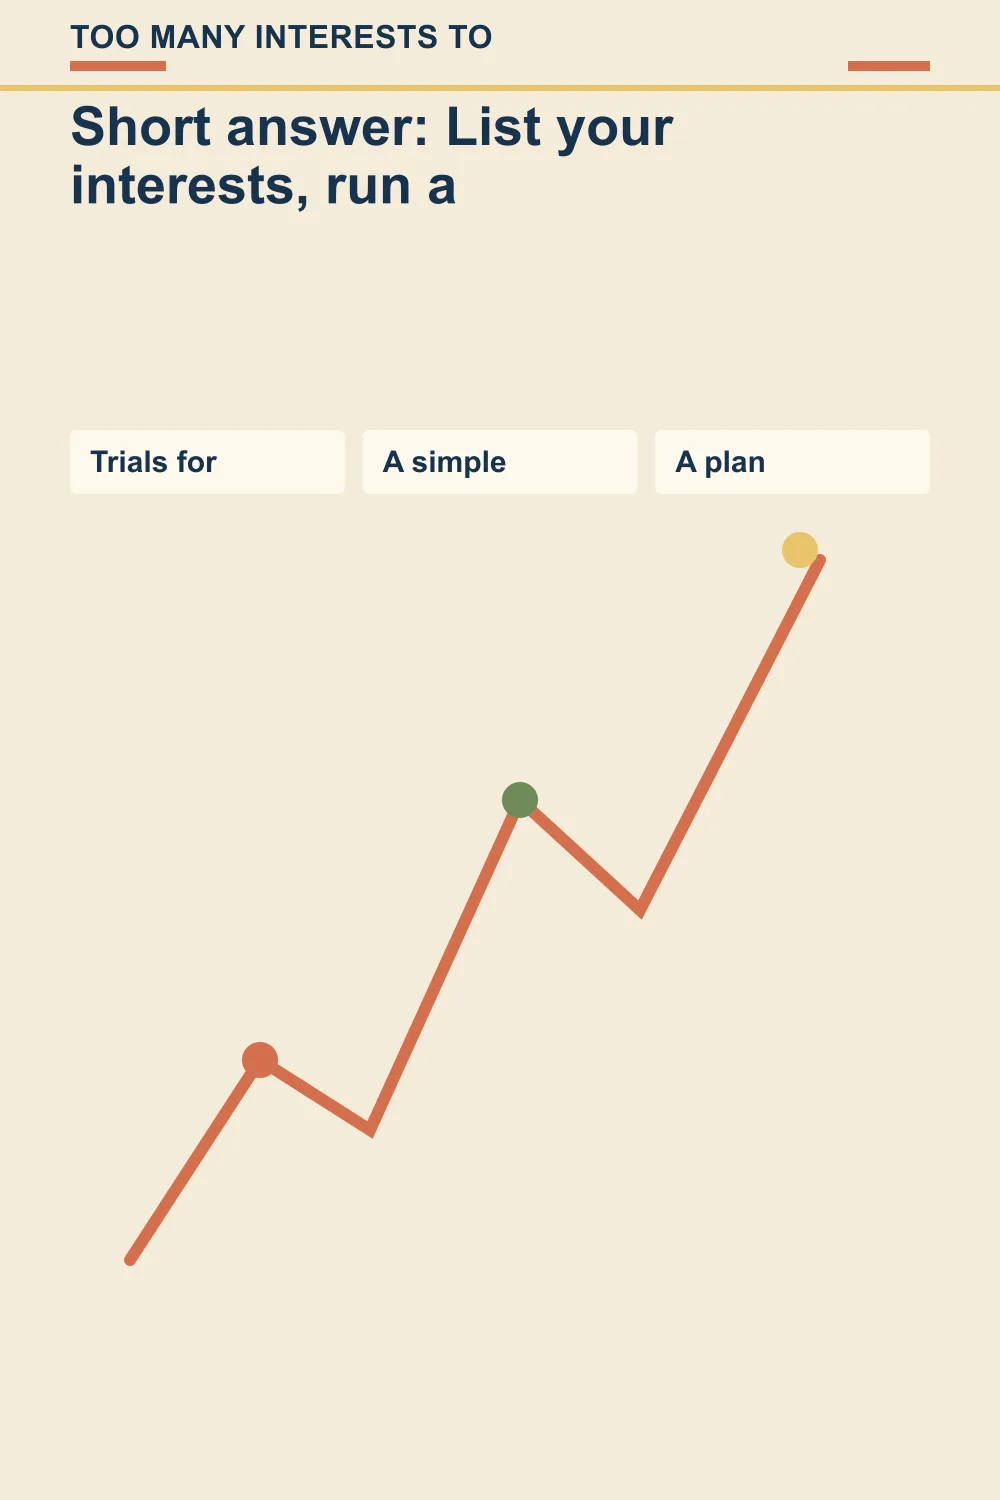 TOO MANY INTERESTS TO
Short answer: List your
interests, run a
Trials for
A simple
A plan